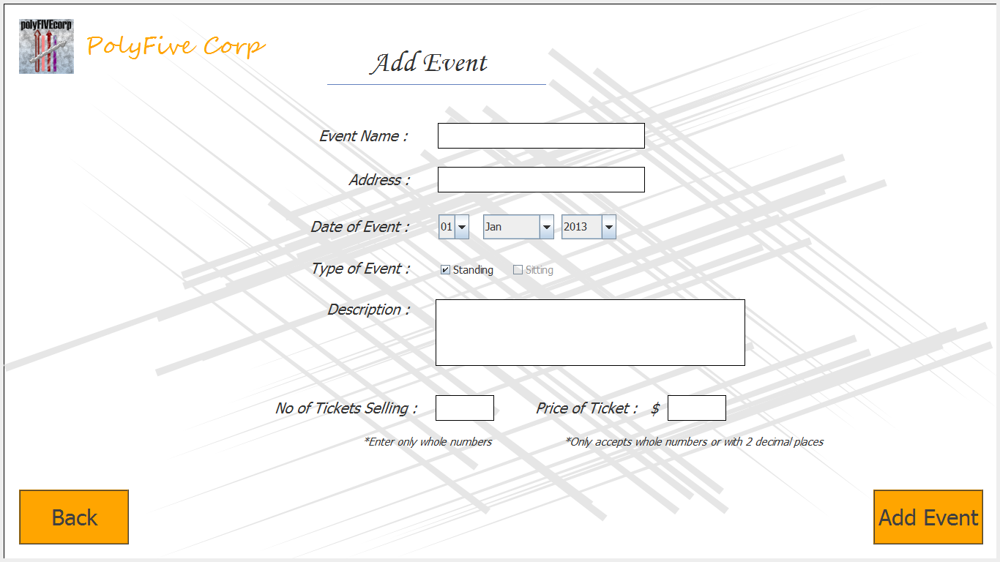 polyFIVEcorp
PolyFive Corp
Add Event
Event Name :
Address :
Date of Event : 01 Jan 2013
Type of Event : Standing Sitting
Description :
No of Tickets Selling : Price of Ticket : $
*Enter only whole numbers *Only accepts whole numbers or with 2 decimal places
Back Add Event